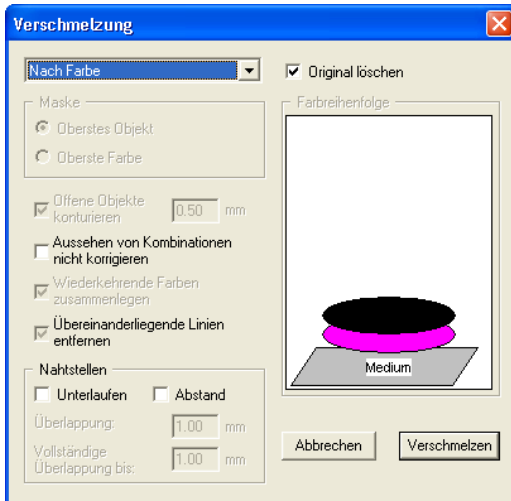 Verschmelzung
Nach Farbe
Original löschen
Maske
Oberstes Objekt
Oberste Farbe
Offene Objekte
konturieren
0.50 mm
Aussehen von Kombinationen
nicht korrigieren
Wiederkehrende Farben
zusammenlegen
Übereinanderliegende Linien
entfernen
Nahtstellen
Unterlaufen Abstand
Überlappung: 1.00 mm
Vollständige
Überlappung bis: 1.00 mm
Farbreihenfolge
Medium
Abbrechen Verschmelzen